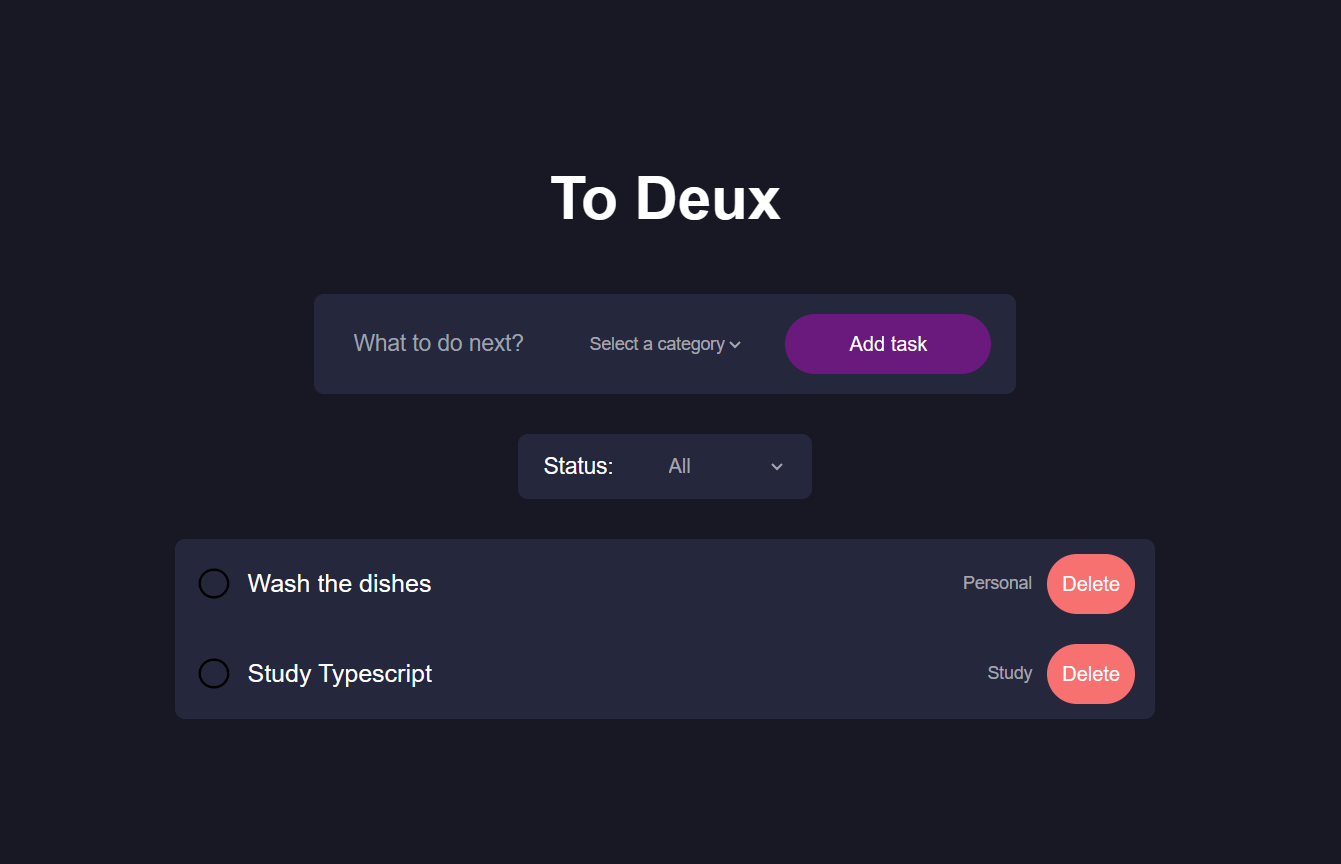 To Deux
What to do next? Select a category Add task
Status: All
Wash the dishes Personal Delete
Study Typescript Study Delete